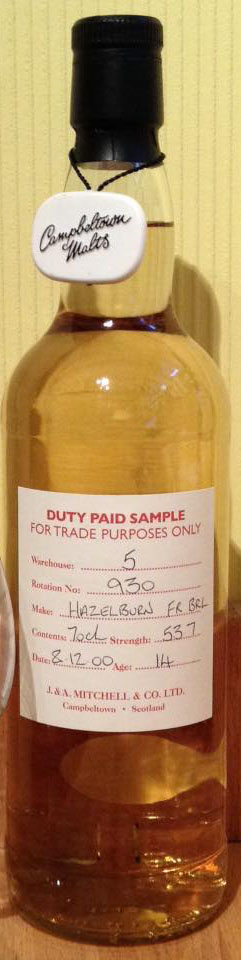 Campbeltown
Malts
DUTY PAID SAMPLE
FOR TRADE PURPOSES ONLY
Warehouse: 5
Rotation No: 930
Make: HAZELBURN FR BRL
Contents: 70cl Strength: 53.7
Date: 8.12.00 Age: 14
J. & A. MITCHELL & CO. LTD.
Campbeltown • Scotland